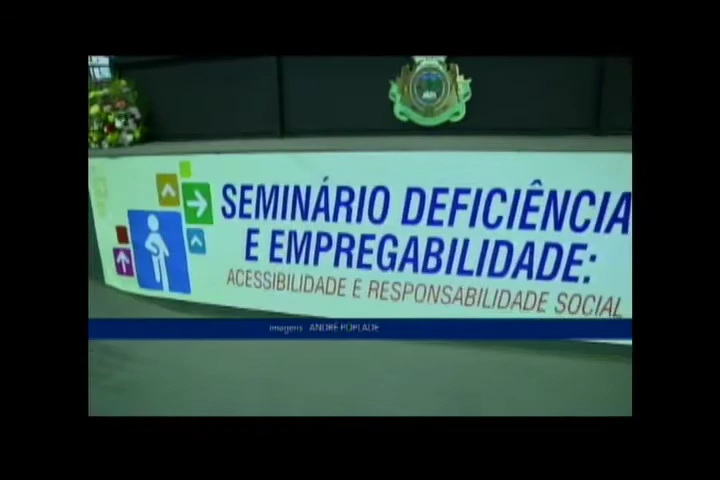 SEMINÁRIO DEFICIÊNCIA
E EMPREGABILIDADE:
ACESSIBILIDADE E RESPONSABILIDADE SOCIAL
imagens ANDRÉ POPLADE